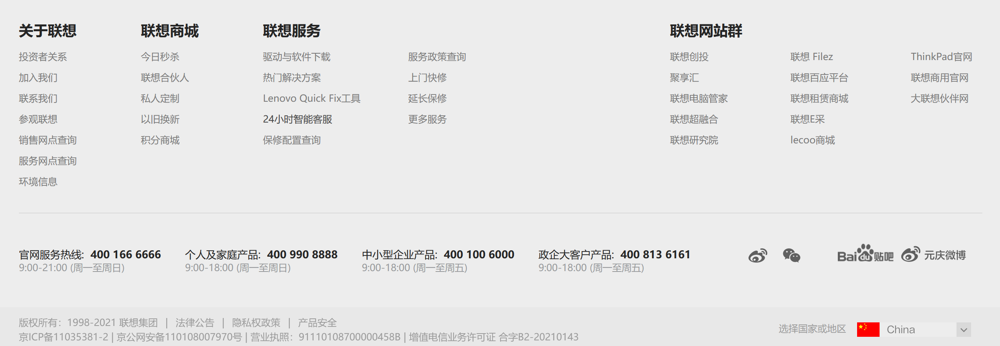 关于联想
投资者关系
加入我们
联系我们
参观联想
销售网点查询
服务网点查询
环境信息
联想商城
今日秒杀
联想合伙人
私人定制
以旧换新
积分商城
联想服务
驱动与软件下载
热门解决方案
Lenovo Quick Fix工具
24小时智能客服
保修配置查询
服务政策查询
上门快修
延长保修
更多服务
联想网站群
联想创投
聚享汇
联想电脑管家
联想超融合
联想研究院
联想 Filez
联想百应平台
联想租赁商城
联想E采
lecoo商城
ThinkPad官网
联想商用官网
大联想伙伴网
官网服务热线: 400 166 6666
9:00-21:00 (周一至周日)
个人及家庭产品: 400 990 8888
9:00-18:00 (周一至周日)
中小型企业产品: 400 100 6000
9:00-18:00 (周一至周五)
政企大客户产品: 400 813 6161
9:00-18:00 (周一至周五)
Bai du 贴吧
元庆微博
版权所有：1998-2021 联想集团 | 法律公告 | 隐私权政策 | 产品安全
京ICP备11035381-2 | 京公网安备110108007970号 | 营业执照：91110108700000458B | 增值电信业务许可证 合字B2-20210143
选择国家或地区
China